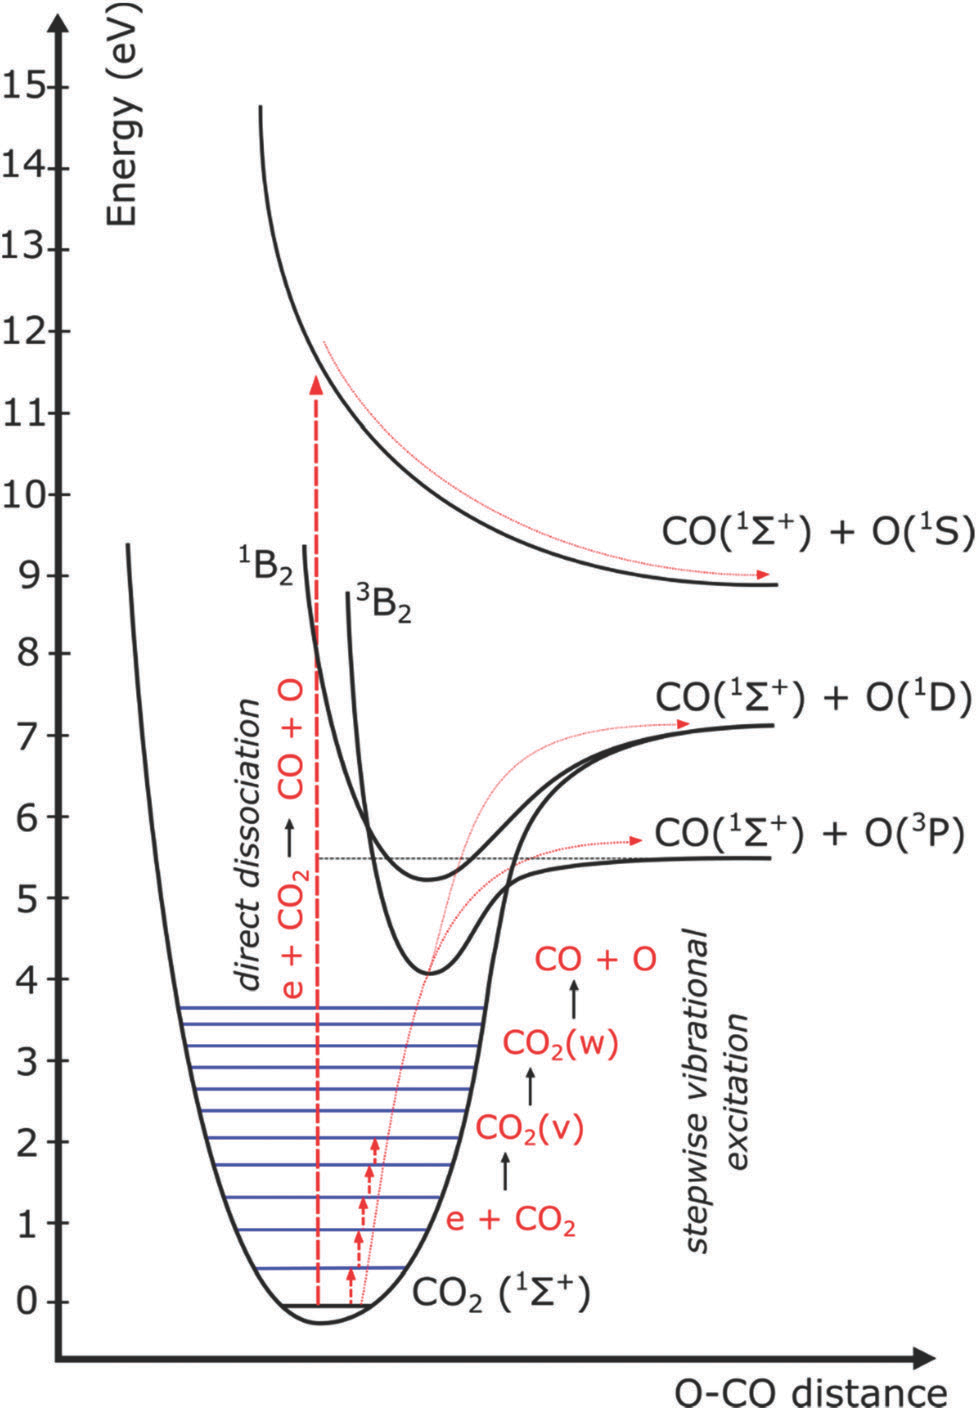 Energy (eV)
15
14
13
12
11
10
9
8
7
6
5
4
3
2
1
0
CO(¹Σ⁺) + O(¹S)
¹B₂
³B₂
CO(¹Σ⁺) + O(¹D)
CO(¹Σ⁺) + O(³P)
direct dissociation
e + CO₂ → CO + O
CO + O
CO₂(w)
CO₂(v)
e + CO₂
stepwise vibrational
excitation
CO₂ (¹Σ⁺)
O-CO distance